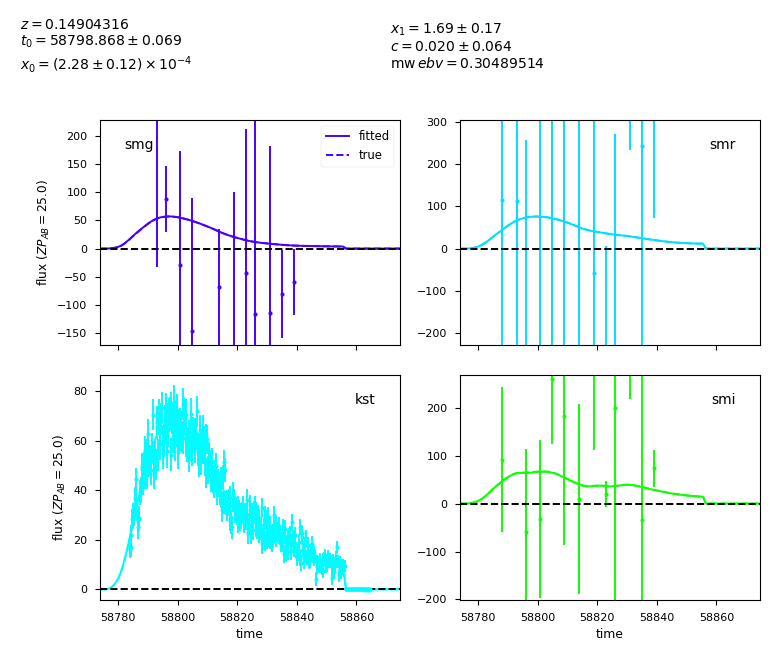 z = 0.14904316
t₀ = 58798.868 ± 0.069
x₀ = (2.28 ± 0.12) × 10⁻⁴
x₁ = 1.69 ± 0.17
c = 0.020 ± 0.064
mw ebv = 0.30489514
smg
fitted
true
200
150
100
50
0
−50
−100
−150
flux (ZP_AB = 25.0)
smr
300
200
100
0
−100
−200
kst
80
60
40
20
0
flux (ZP_AB = 25.0)
58780 58800 58820 58840 58860
time
smi
200
100
0
−100
−200
58780 58800 58820 58840 58860
time